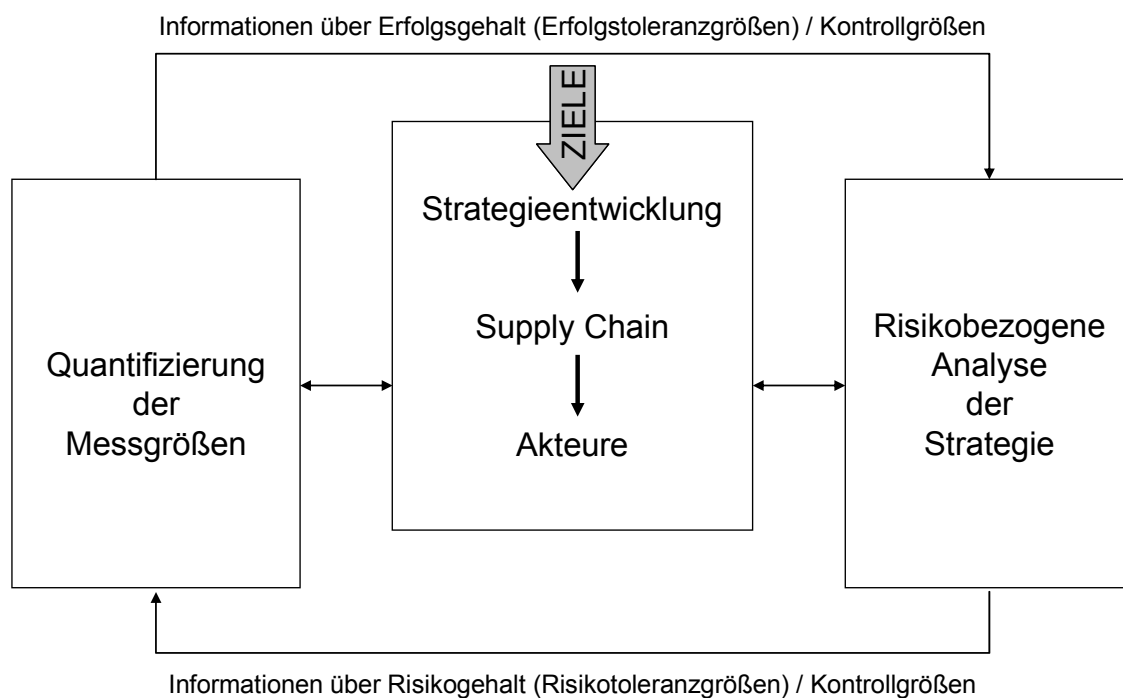 Informationen über Erfolgsgehalt (Erfolgstoleranzgrößen) / Kontrollgrößen
ZIELE
Strategieentwicklung
Supply Chain
Akteure
Quantifizierung
der
Messgrößen
Risikobezogene
Analyse
der
Strategie
Informationen über Risikogehalt (Risikotoleranzgrößen) / Kontrollgrößen